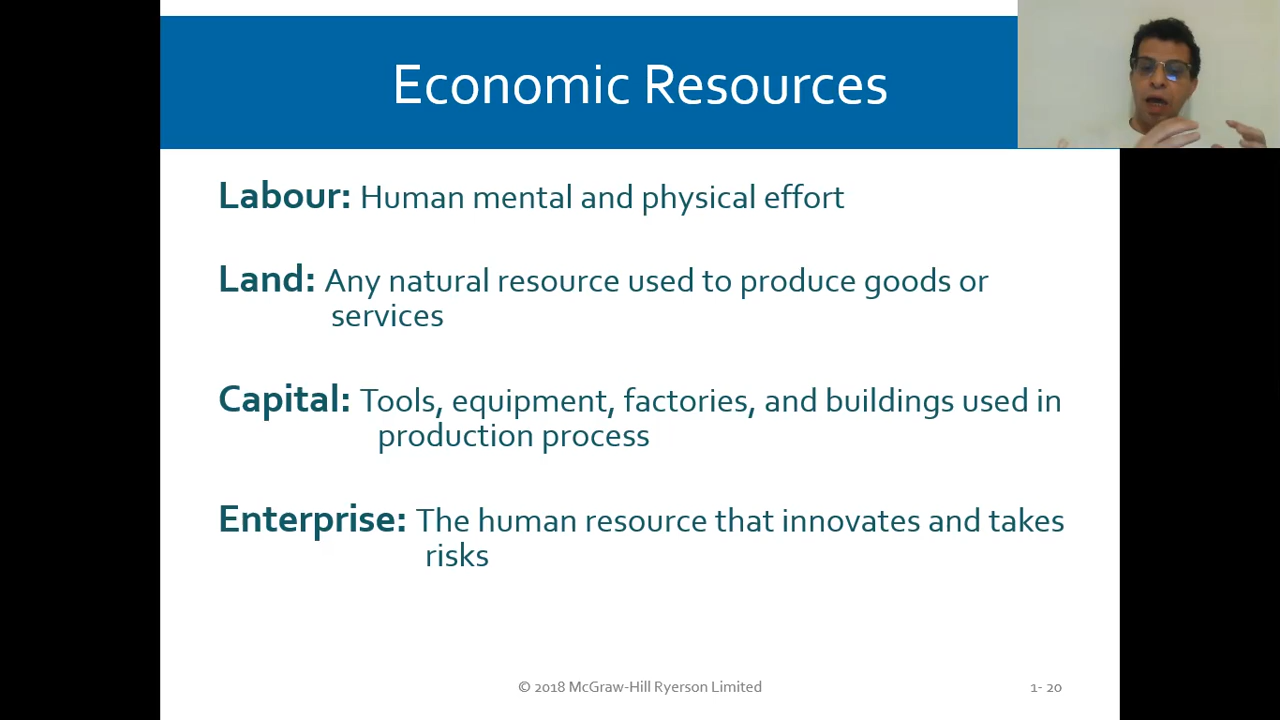 Economic Resources
Labour: Human mental and physical effort
Land: Any natural resource used to produce goods or
services
Capital: Tools, equipment, factories, and buildings used in
production process
Enterprise: The human resource that innovates and takes
risks
© 2018 McGraw-Hill Ryerson Limited
1- 20